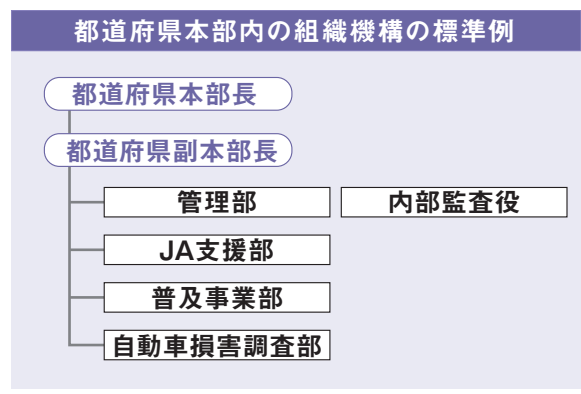 都道府県本部内の組織機構の標準例
都道府県本部長
都道府県副本部長
管理部 内部監査役
JA支援部
普及事業部
自動車損害調査部